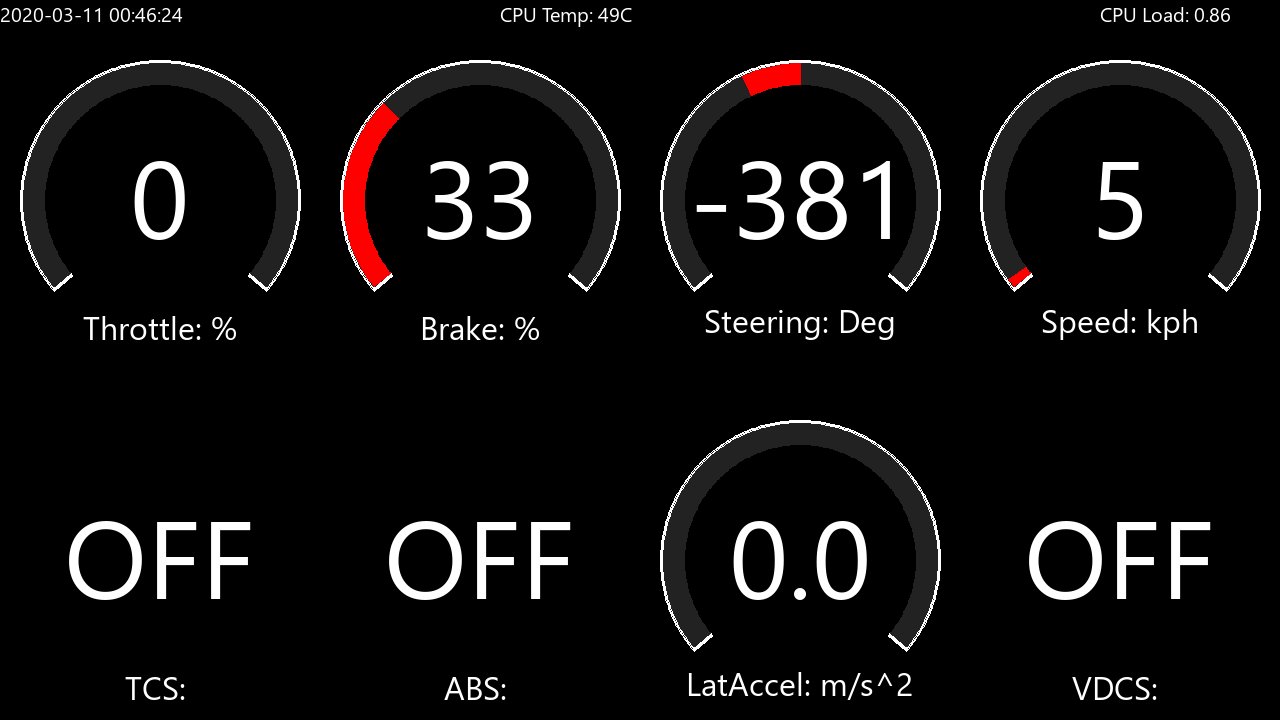 2020-03-11 00:46:24
CPU Temp: 49C
CPU Load: 0.86
0
33
-381
5
Throttle: %
Brake: %
Steering: Deg
Speed: kph
OFF
OFF
0.0
OFF
TCS:
ABS:
LatAccel: m/s^2
VDCS: